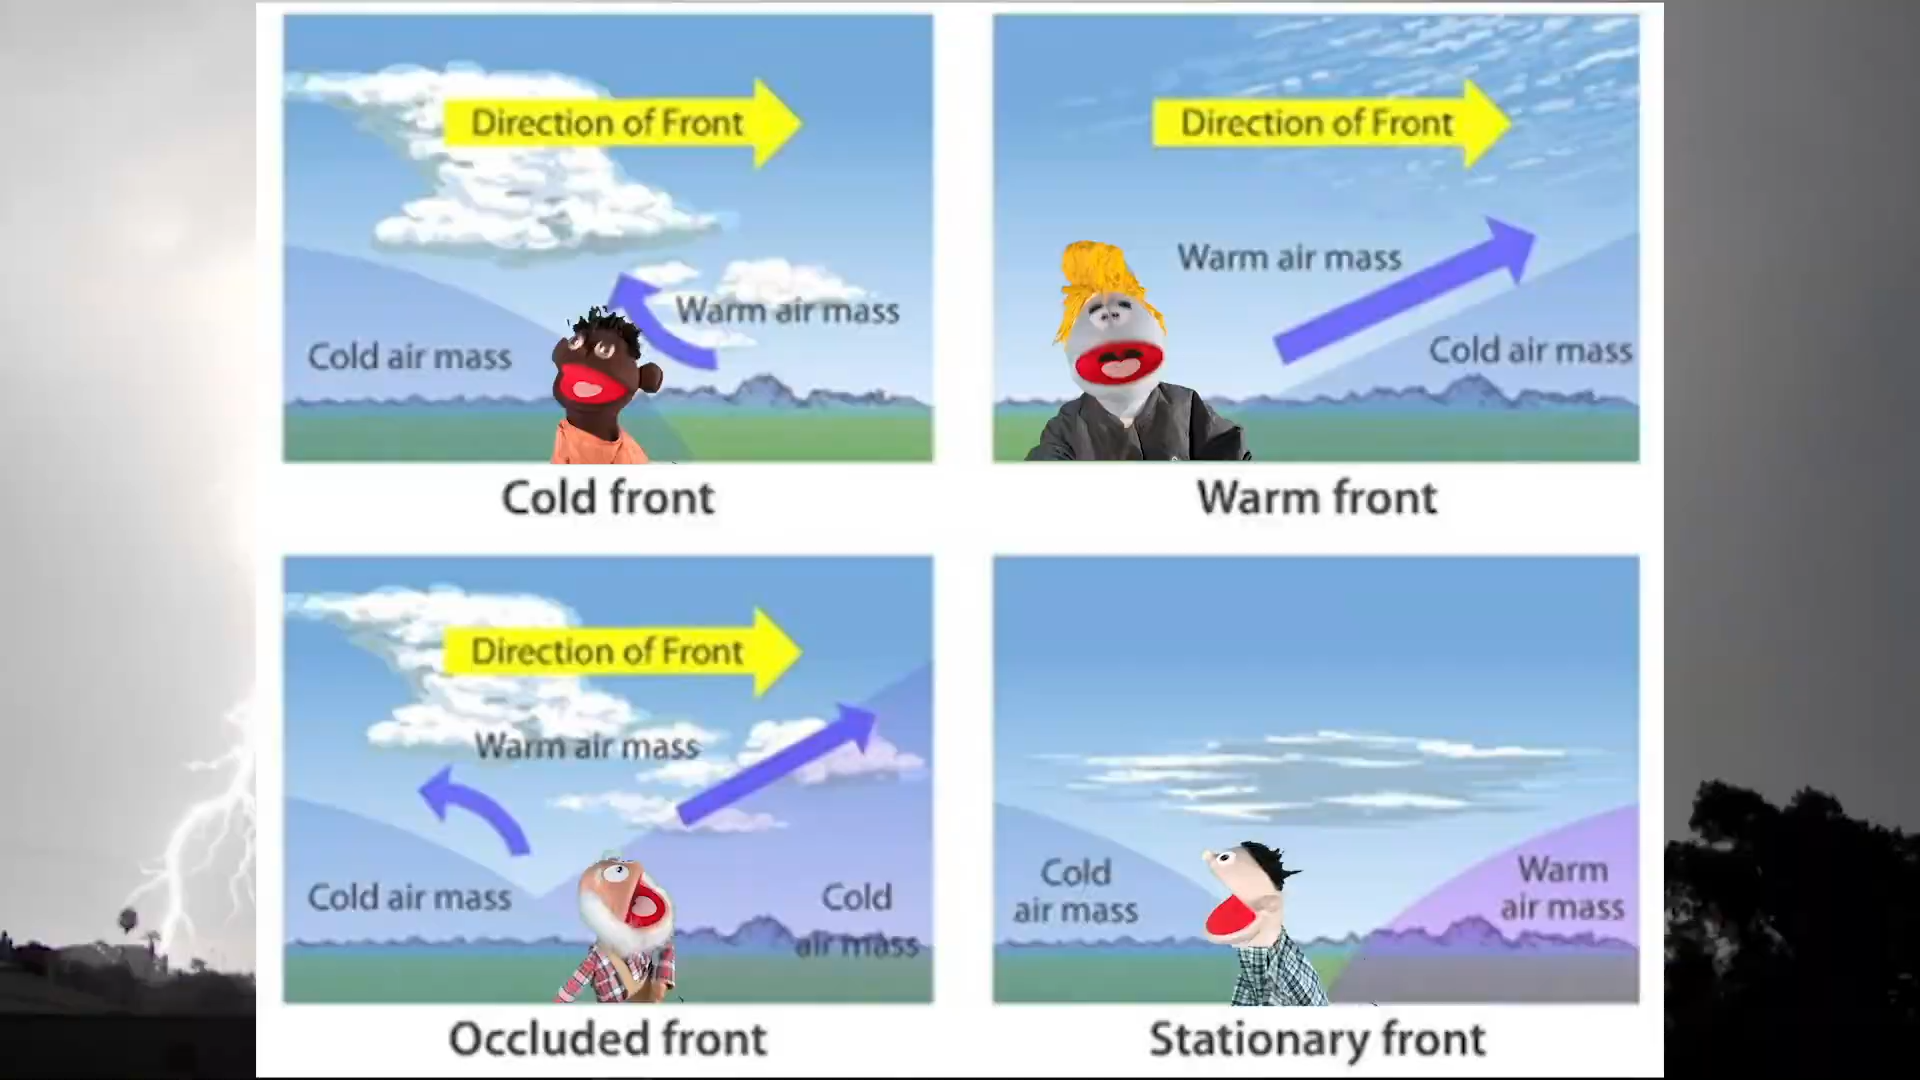 Direction of Front
Warm air mass
Cold air mass
Cold front
Direction of Front
Warm air mass
Cold air mass
Warm front
Direction of Front
Warm air mass
Cold air mass
Cold
air mass
Occluded front
Cold
air mass
Warm
air mass
Stationary front